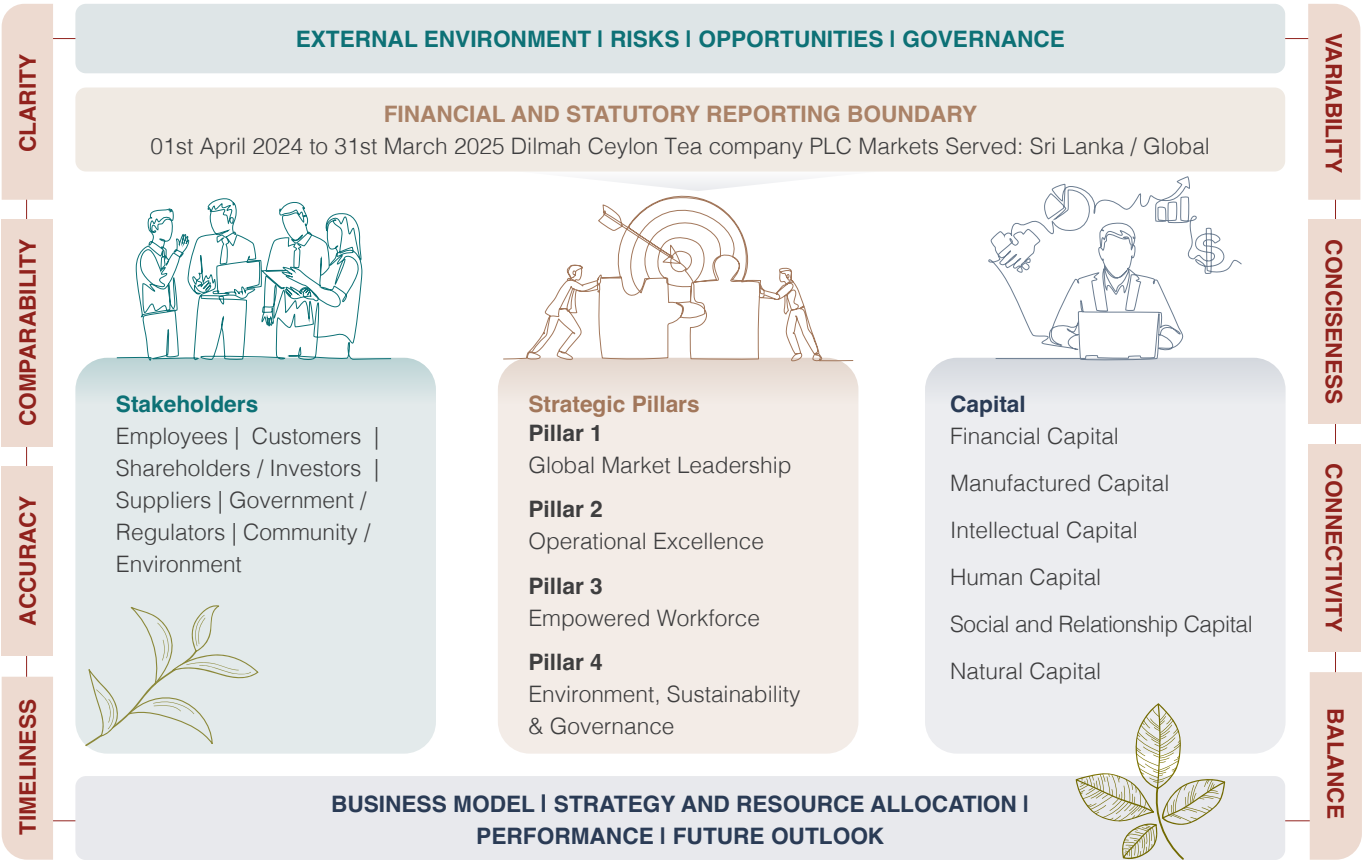 EXTERNAL ENVIRONMENT | RISKS | OPPORTUNITIES | GOVERNANCE
FINANCIAL AND STATUTORY REPORTING BOUNDARY
01st April 2024 to 31st March 2025 Dilmah Ceylon Tea company PLC Markets Served: Sri Lanka / Global
CLARITY
COMPARABILITY
ACCURACY
TIMELINESS
Stakeholders
Employees | Customers |
Shareholders / Investors |
Suppliers | Government /
Regulators | Community /
Environment
Strategic Pillars
Pillar 1
Global Market Leadership
Pillar 2
Operational Excellence
Pillar 3
Empowered Workforce
Pillar 4
Environment, Sustainability
& Governance
$
Capital
Financial Capital
Manufactured Capital
Intellectual Capital
Human Capital
Social and Relationship Capital
Natural Capital
VARIABILITY
CONCISENESS
CONNECTIVITY
BALANCE
BUSINESS MODEL | STRATEGY AND RESOURCE ALLOCATION |
PERFORMANCE | FUTURE OUTLOOK